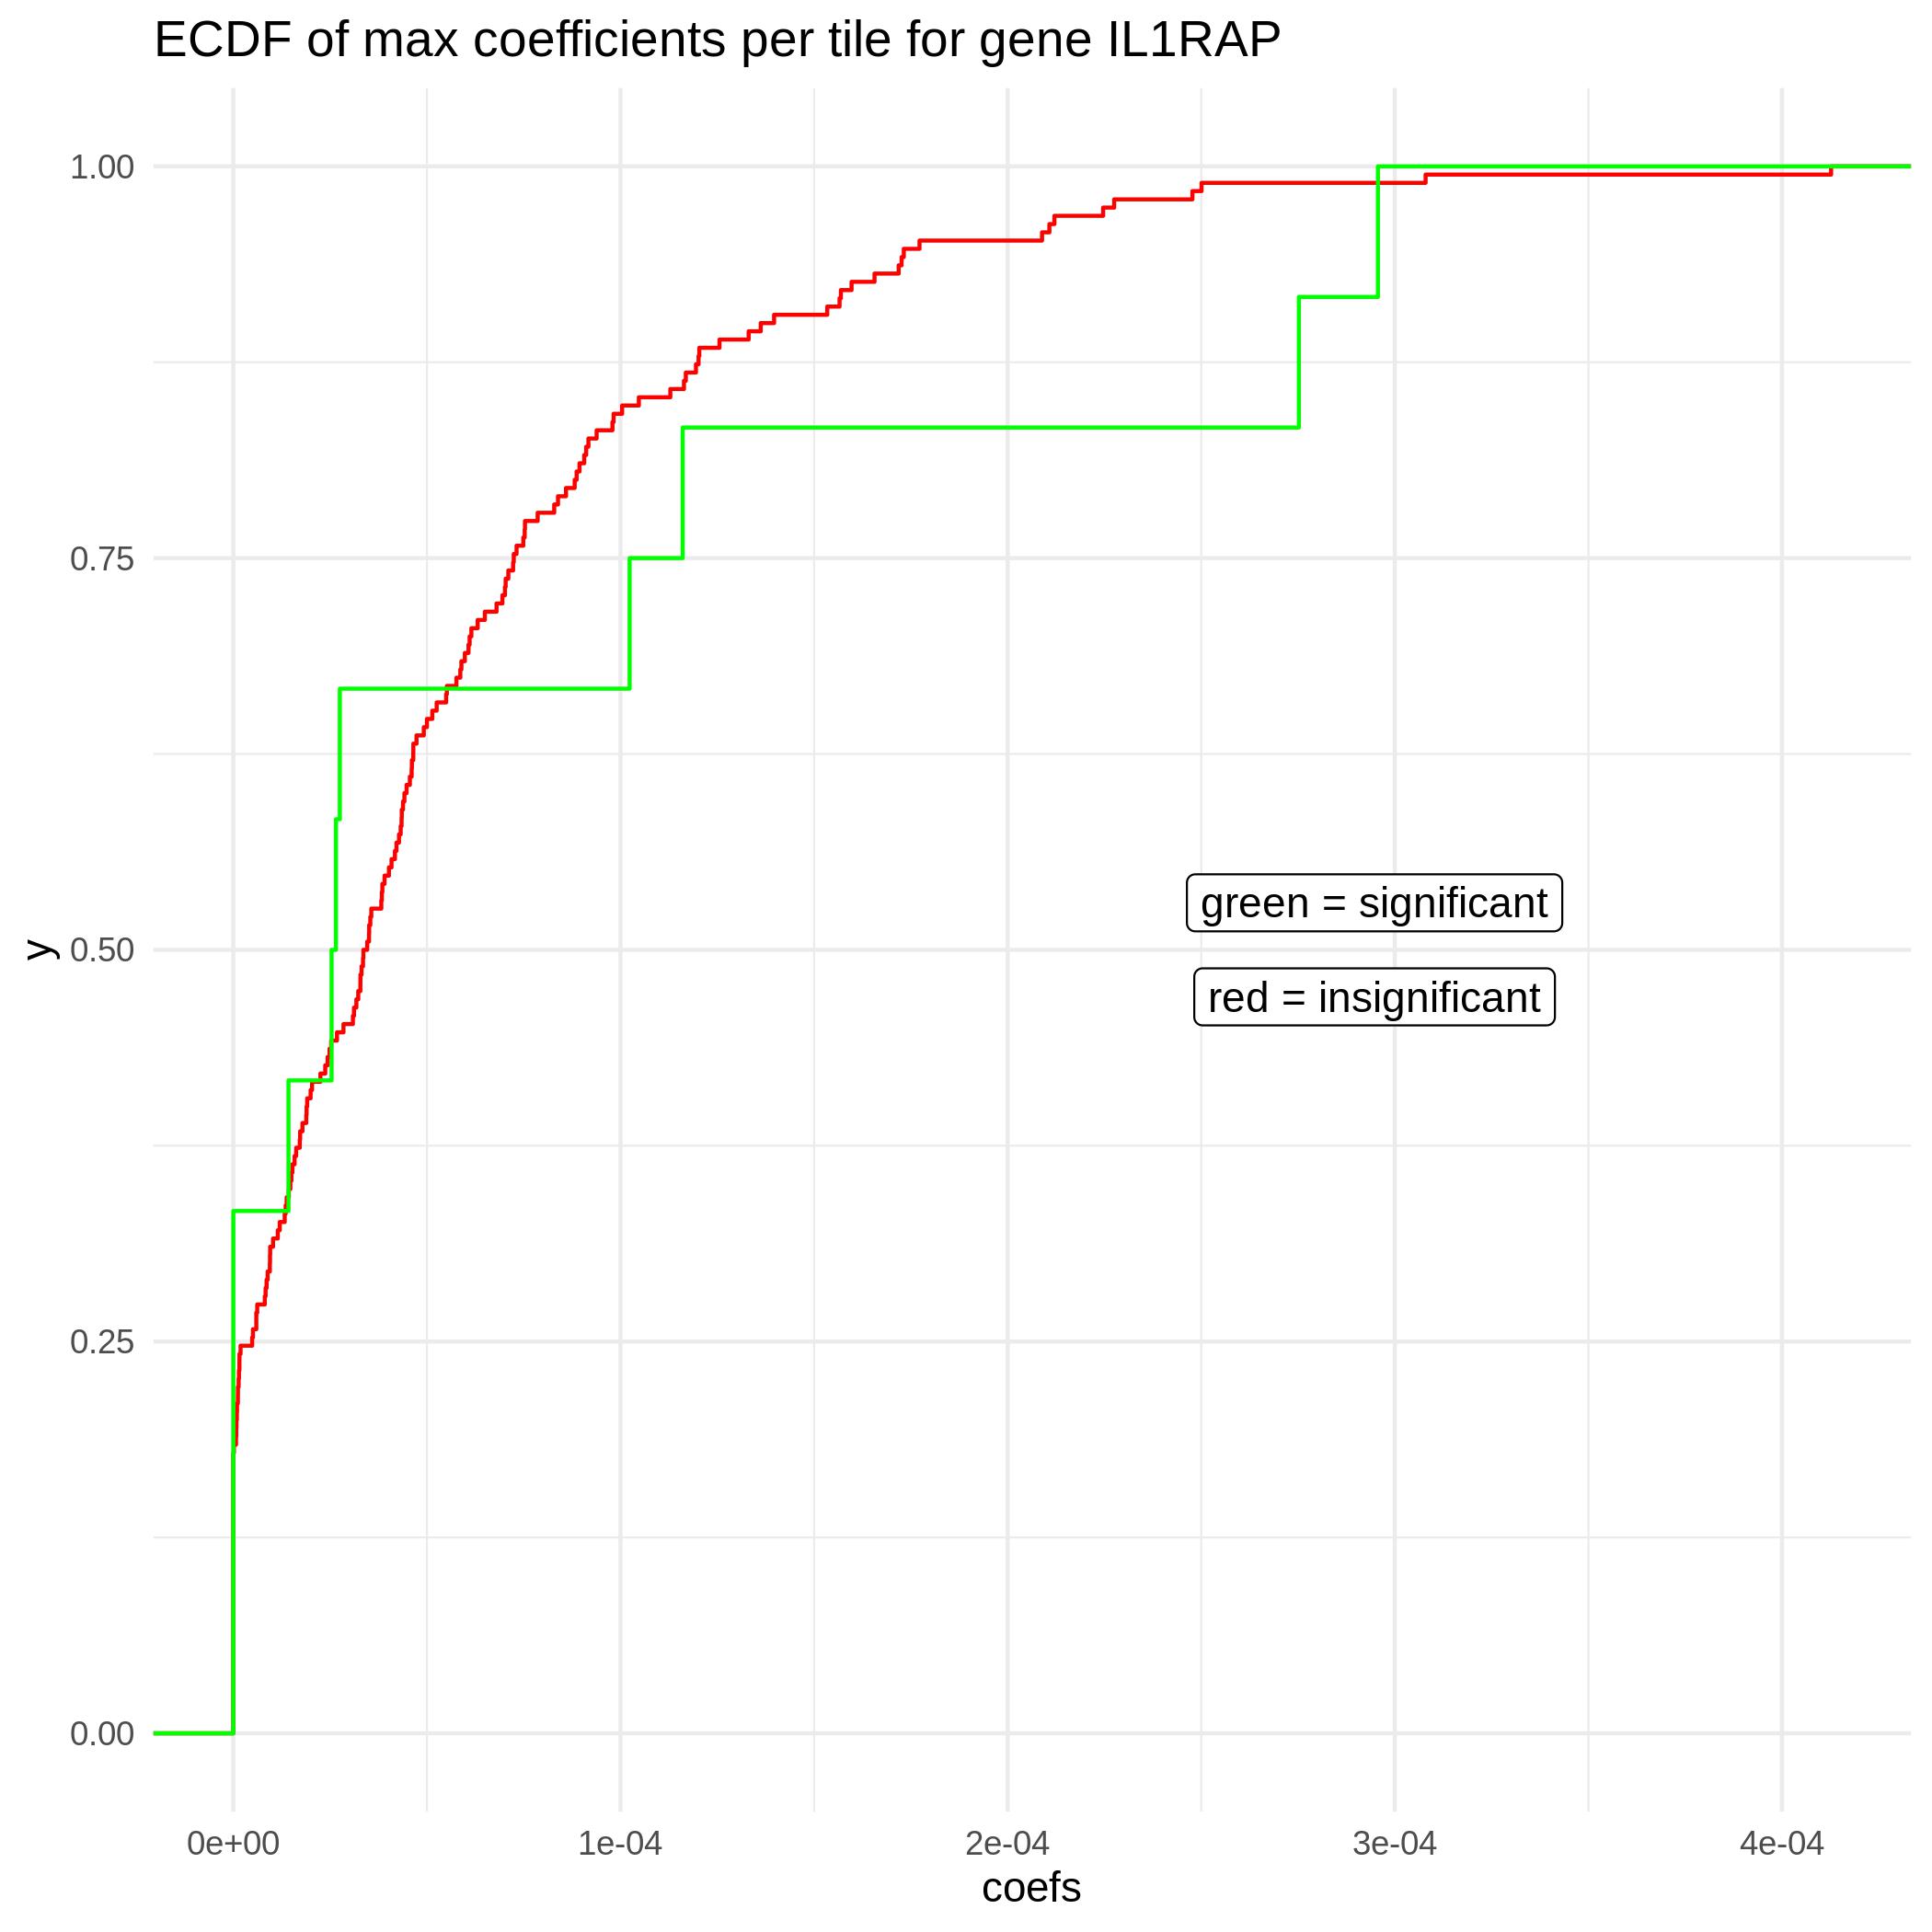 ECDF of max coefficients per tile for gene IL1RAP
1.00
0.75
0.50
0.25
0.00
y
green = significant
red = insignificant
0e+00 1e-04 2e-04 3e-04 4e-04
coefs